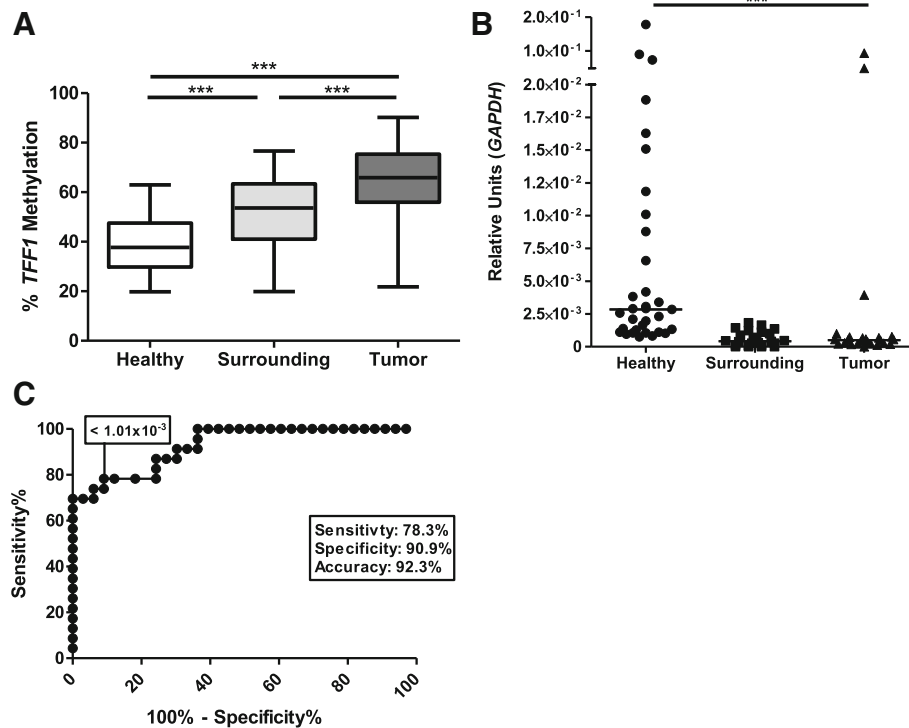 A
***
***
***
% TFF1 Methylation
100
80
60
40
20
0
Healthy
Surrounding
Tumor
B
***
Relative Units (GAPDH)
2.0×10⁻¹
1.0×10⁻¹
2.0×10⁻²
1.5×10⁻²
1.2×10⁻²
1.0×10⁻²
7.5×10⁻³
5.0×10⁻³
2.5×10⁻³
0
Healthy
Surrounding
Tumor
C
Sensitivity%
100
80
60
40
20
0
< 1.01x10⁻³
Sensitivty: 78.3%
Specificity: 90.9%
Accuracy: 92.3%
0
20
40
60
80
100
100% - Specificity%